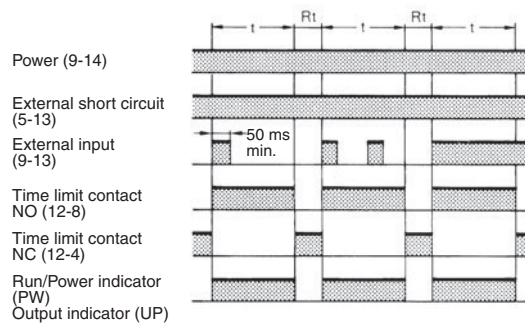 Rt Rt
t t t
Power (9-14)
External short circuit
(5-13)
External input
(9-13)
50 ms
min.
Time limit contact
NO (12-8)
Time limit contact
NC (12-4)
Run/Power indicator
(PW)
Output indicator (UP)